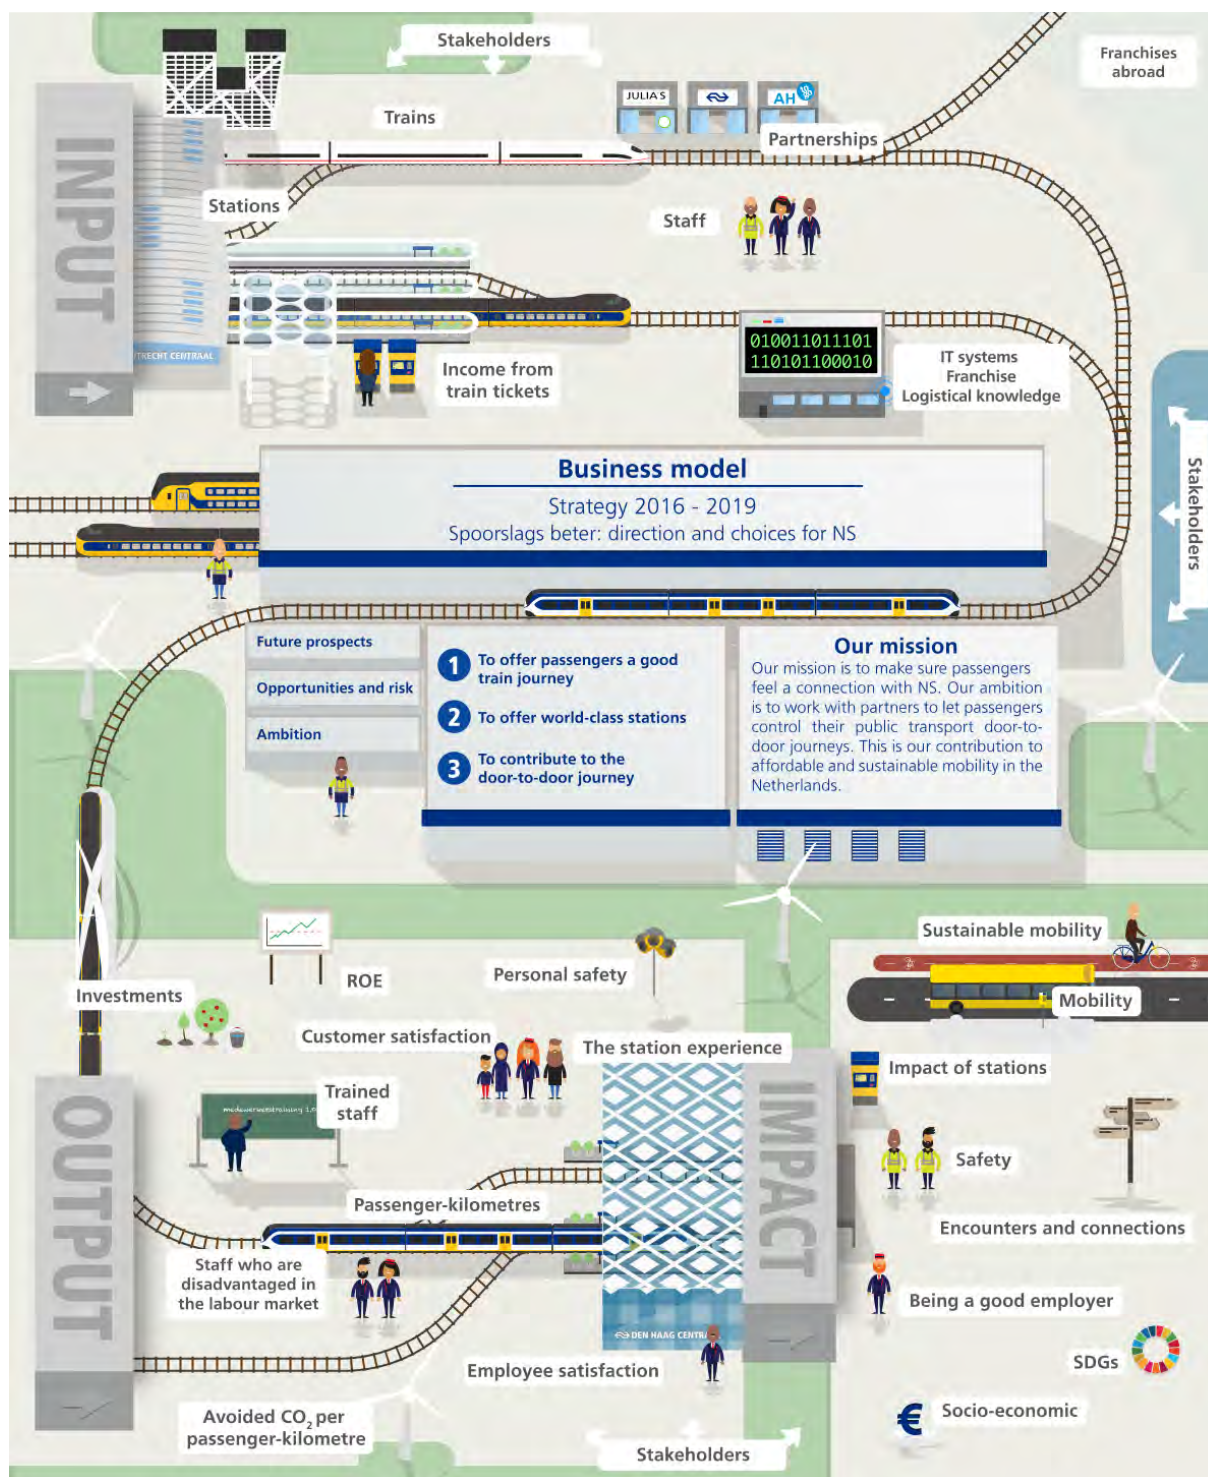 Stakeholders
Franchises
abroad
INPUT
Trains
JULIA'S
AH
Partnerships
Stations
Staff
UTRECHT CENTRAAL
Income from
train tickets
010011011101
110101100010
IT systems
Franchise
Logistical knowledge
Stakeholders
Business model
Strategy 2016 - 2019
Spoorslags beter: direction and choices for NS
Future prospects
Opportunities and risk
Ambition
1 To offer passengers a good
train journey
2 To offer world-class stations
3 To contribute to the
door-to-door journey
Our mission
Our mission is to make sure passengers
feel a connection with NS. Our ambition
is to work with partners to let passengers
control their public transport door-to-
door journeys. This is our contribution to
affordable and sustainable mobility in the
Netherlands.
Sustainable mobility
Personal safety
ROE
Investments
Mobility
Customer satisfaction
The station experience
Impact of stations
OUTPUT
IMPACT
Trained
staff
Safety
Passenger-kilometres
Encounters and connections
Staff who are
disadvantaged in
the labour market
Being a good employer
DEN HAAG CENTRA
SDGs
Employee satisfaction
Avoided CO2 per
passenger-kilometre
€ Socio-economic
Stakeholders